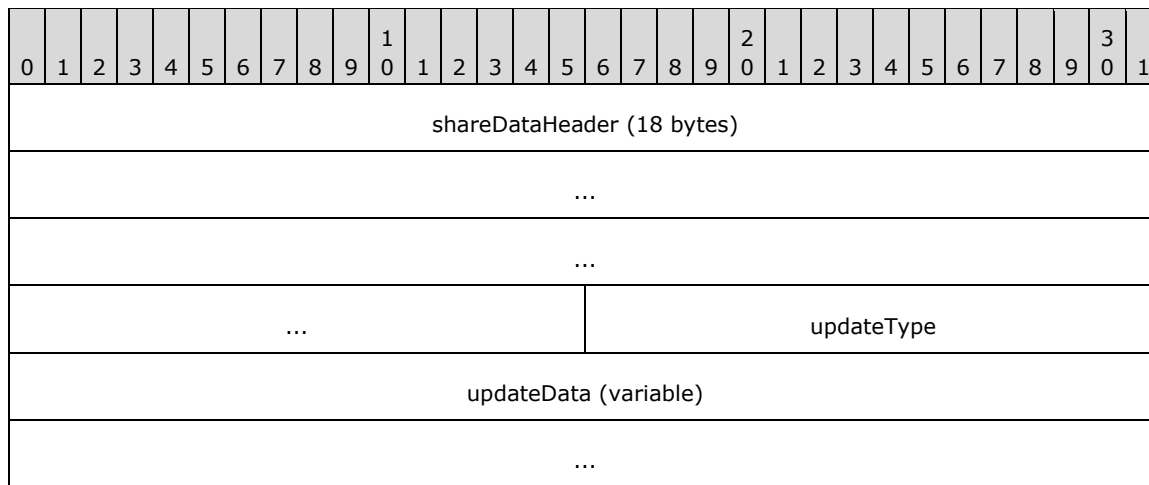 1 2 3
0 1 2 3 4 5 6 7 8 9 0 1 2 3 4 5 6 7 8 9 0 1 2 3 4 5 6 7 8 9 0 1
shareDataHeader (18 bytes)
...
...
... updateType
updateData (variable)
...